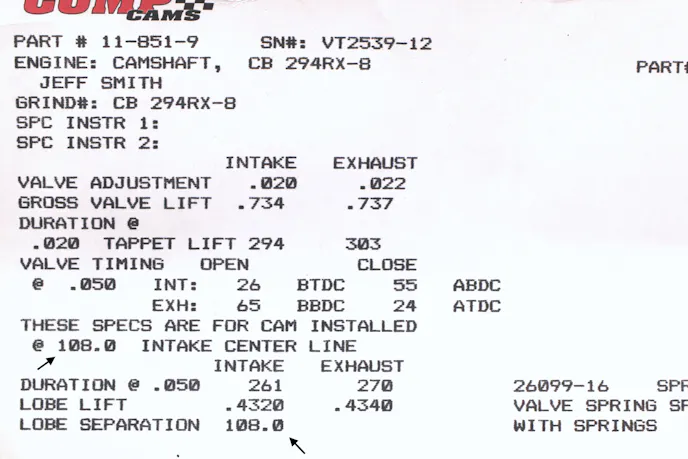 COMP
CAMS
PART # 11-851-9 SN#: VT2539-12
ENGINE: CAMSHAFT, CB 294RX-8 PART#
JEFF SMITH
GRIND#: CB 294RX-8
SPC INSTR 1:
SPC INSTR 2:
INTAKE EXHAUST
VALVE ADJUSTMENT .020 .022
GROSS VALVE LIFT .734 .737
DURATION @
.020 TAPPET LIFT 294 303
VALVE TIMING OPEN CLOSE
@ .050 INT: 26 BTDC 55 ABDC
EXH: 65 BBDC 24 ATDC
THESE SPECS ARE FOR CAM INSTALLED
@ 108.0 INTAKE CENTER LINE
INTAKE EXHAUST
DURATION @ .050 261 270 26099-16 SPR
LOBE LIFT .4320 .4340 VALVE SPRING SP
LOBE SEPARATION 108.0 WITH SPRINGS